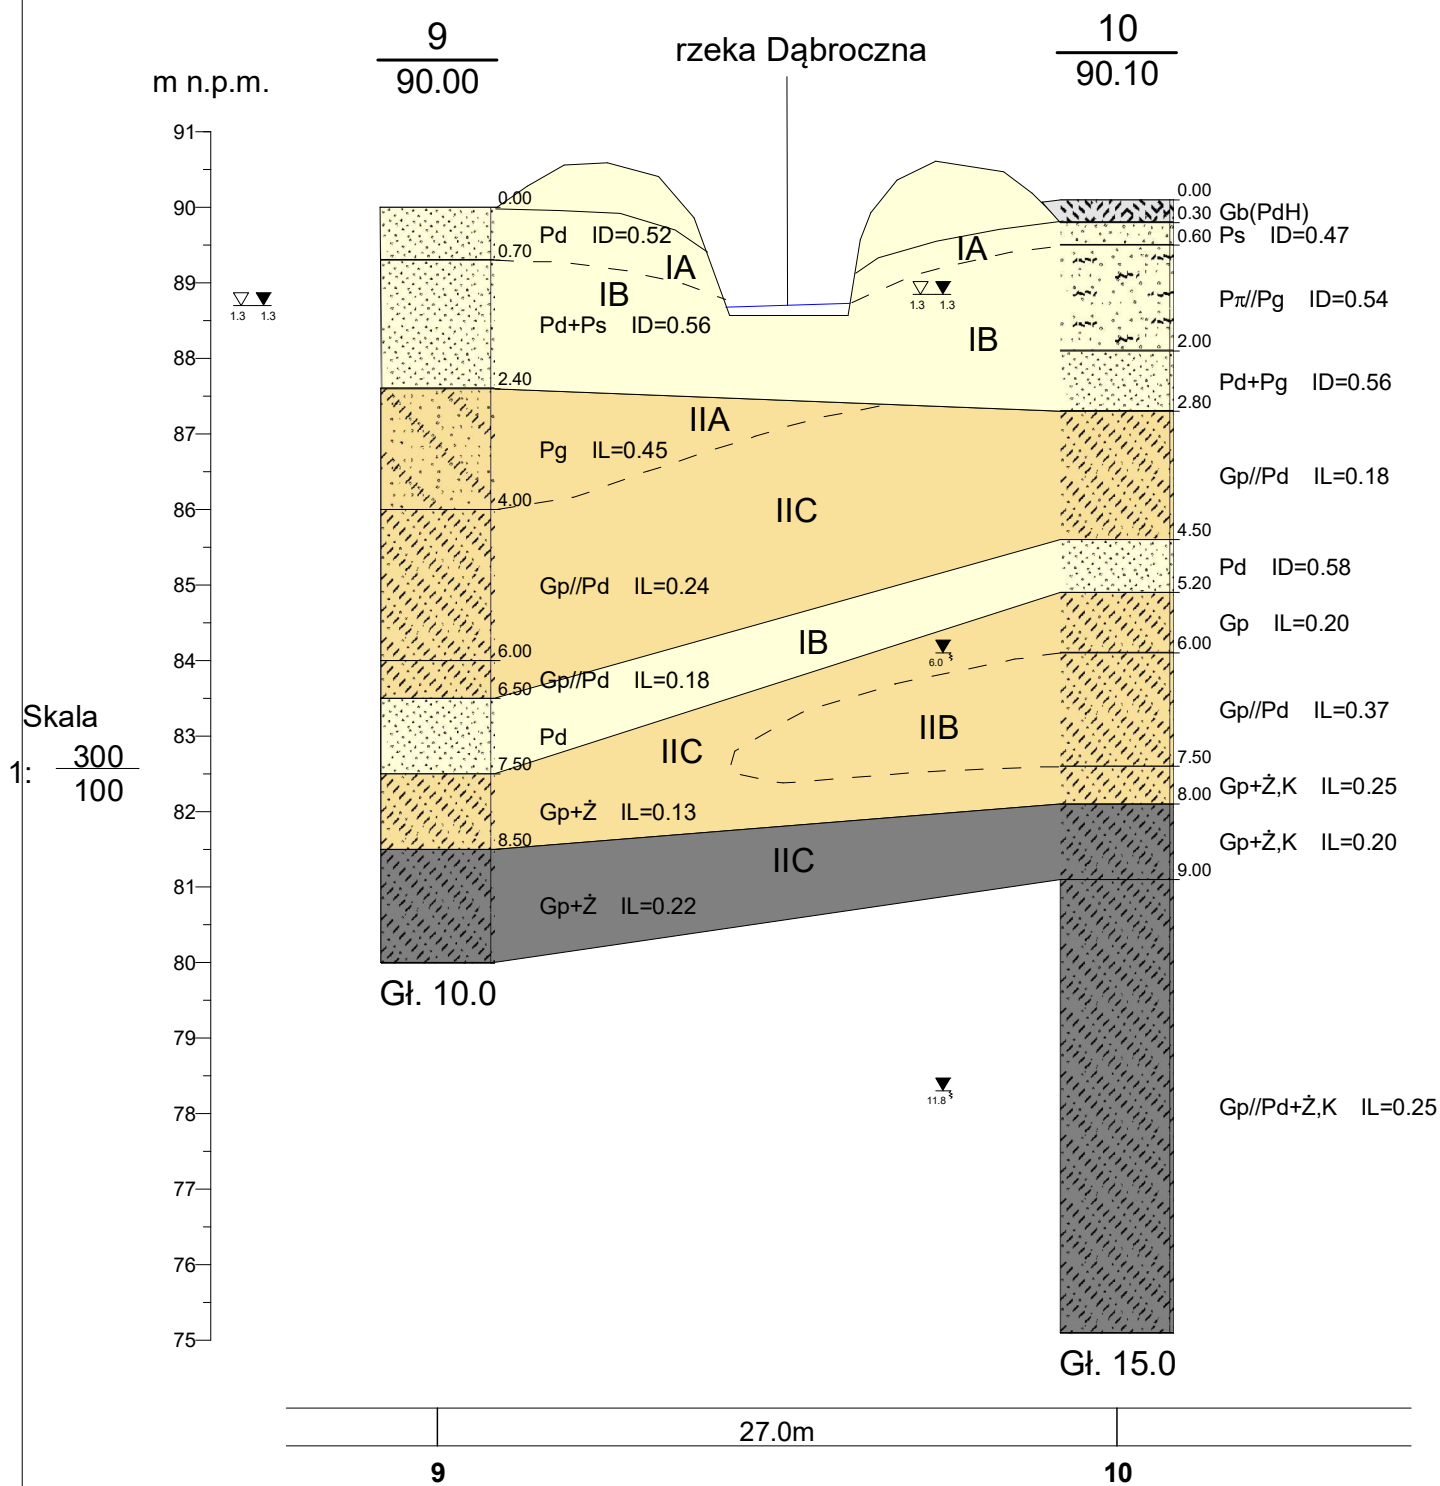 9
90.00
rzeka Dąbroczna
10
90.10
m n.p.m.
91
90
89
88
87
86
85
84
83
82
81
80
79
78
77
76
75
Skala
1: 300
100
1.3 1.3
0.00
0.70
2.40
4.00
6.00
6.50
7.50
8.50
Pd ID=0.52
IA
IB
Pd+Ps ID=0.56
IIA
Pg IL=0.45
IIC
Gp//Pd IL=0.24
Gp//Pd IL=0.18
IB
Pd
IIC
IIB
Gp+Ż IL=0.13
IIC
Gp+Ż IL=0.22
IA
1.3 1.3
IB
6.0
11.8
0.00
0.30
0.60
2.00
2.80
4.50
5.20
6.00
7.50
8.00
9.00
Gb(PdH)
Ps ID=0.47
Pπ//Pg ID=0.54
Pd+Pg ID=0.56
Gp//Pd IL=0.18
Pd ID=0.58
Gp IL=0.20
Gp//Pd IL=0.37
Gp+Ż,K IL=0.25
Gp+Ż,K IL=0.20
Gp//Pd+Ż,K IL=0.25
Gł. 10.0
Gł. 15.0
27.0m
9
10